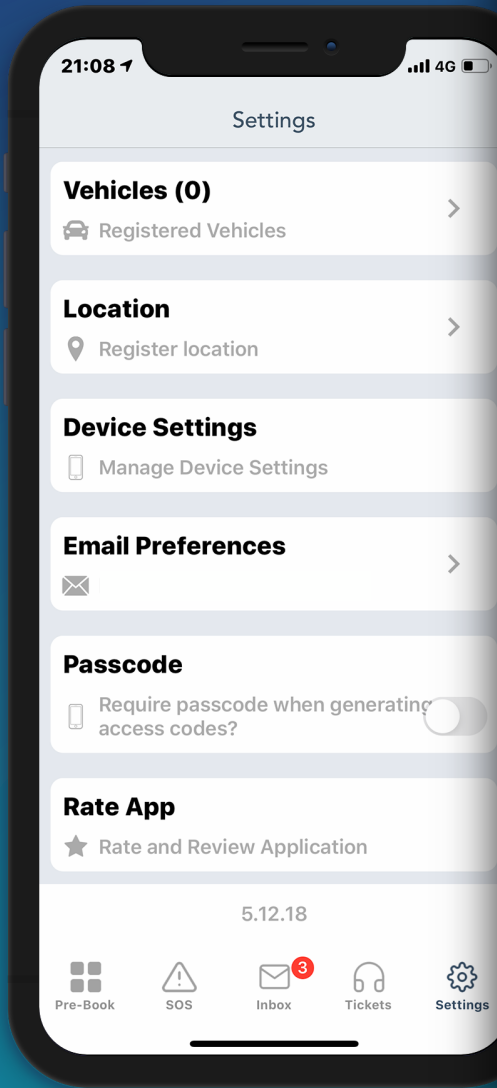 21:08
4G
Settings
Vehicles (0)
Registered Vehicles
Location
Register location
Device Settings
Manage Device Settings
Email Preferences
Passcode
Require passcode when generating
access codes?
Rate App
Rate and Review Application
5.12.18
3
Pre-Book
SOS
Inbox
Tickets
Settings